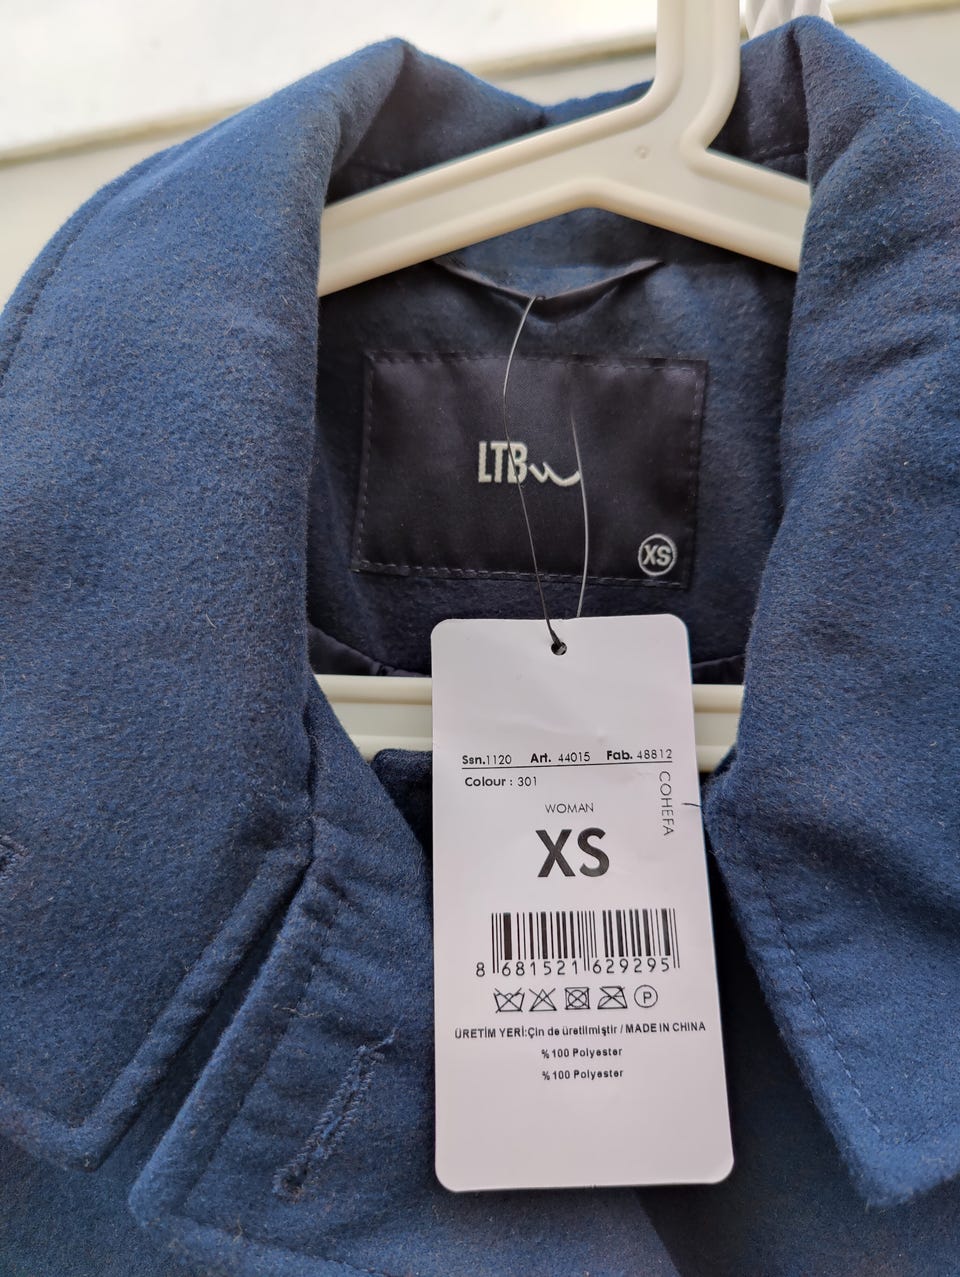 LTB
XS
Ssn.1120 Art. 44015 Fab. 48812
Colour : 301
COHEFA
WOMAN
XS
8 681521 629295
P
ÜRETİM YERİ:Çin de üretilmiştir / MADE IN CHINA
%100 Polyester
%100 Polyester